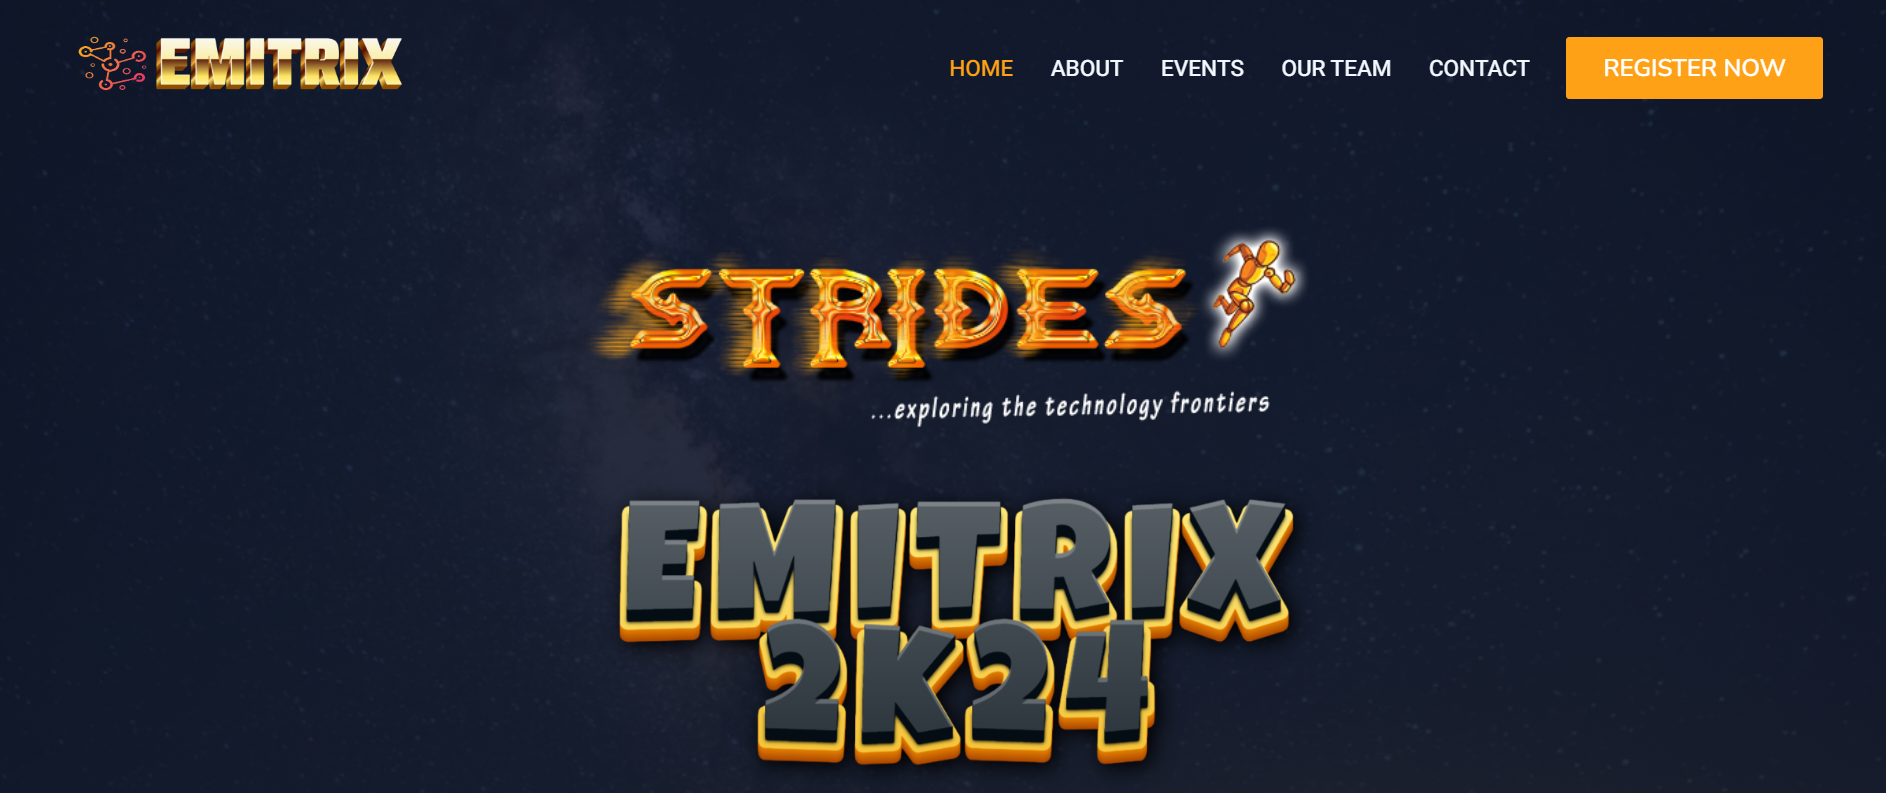 EMITRIX
HOME ABOUT EVENTS OUR TEAM CONTACT REGISTER NOW
STRIDES
...exploring the technology frontiers
EMITRIX
2K24